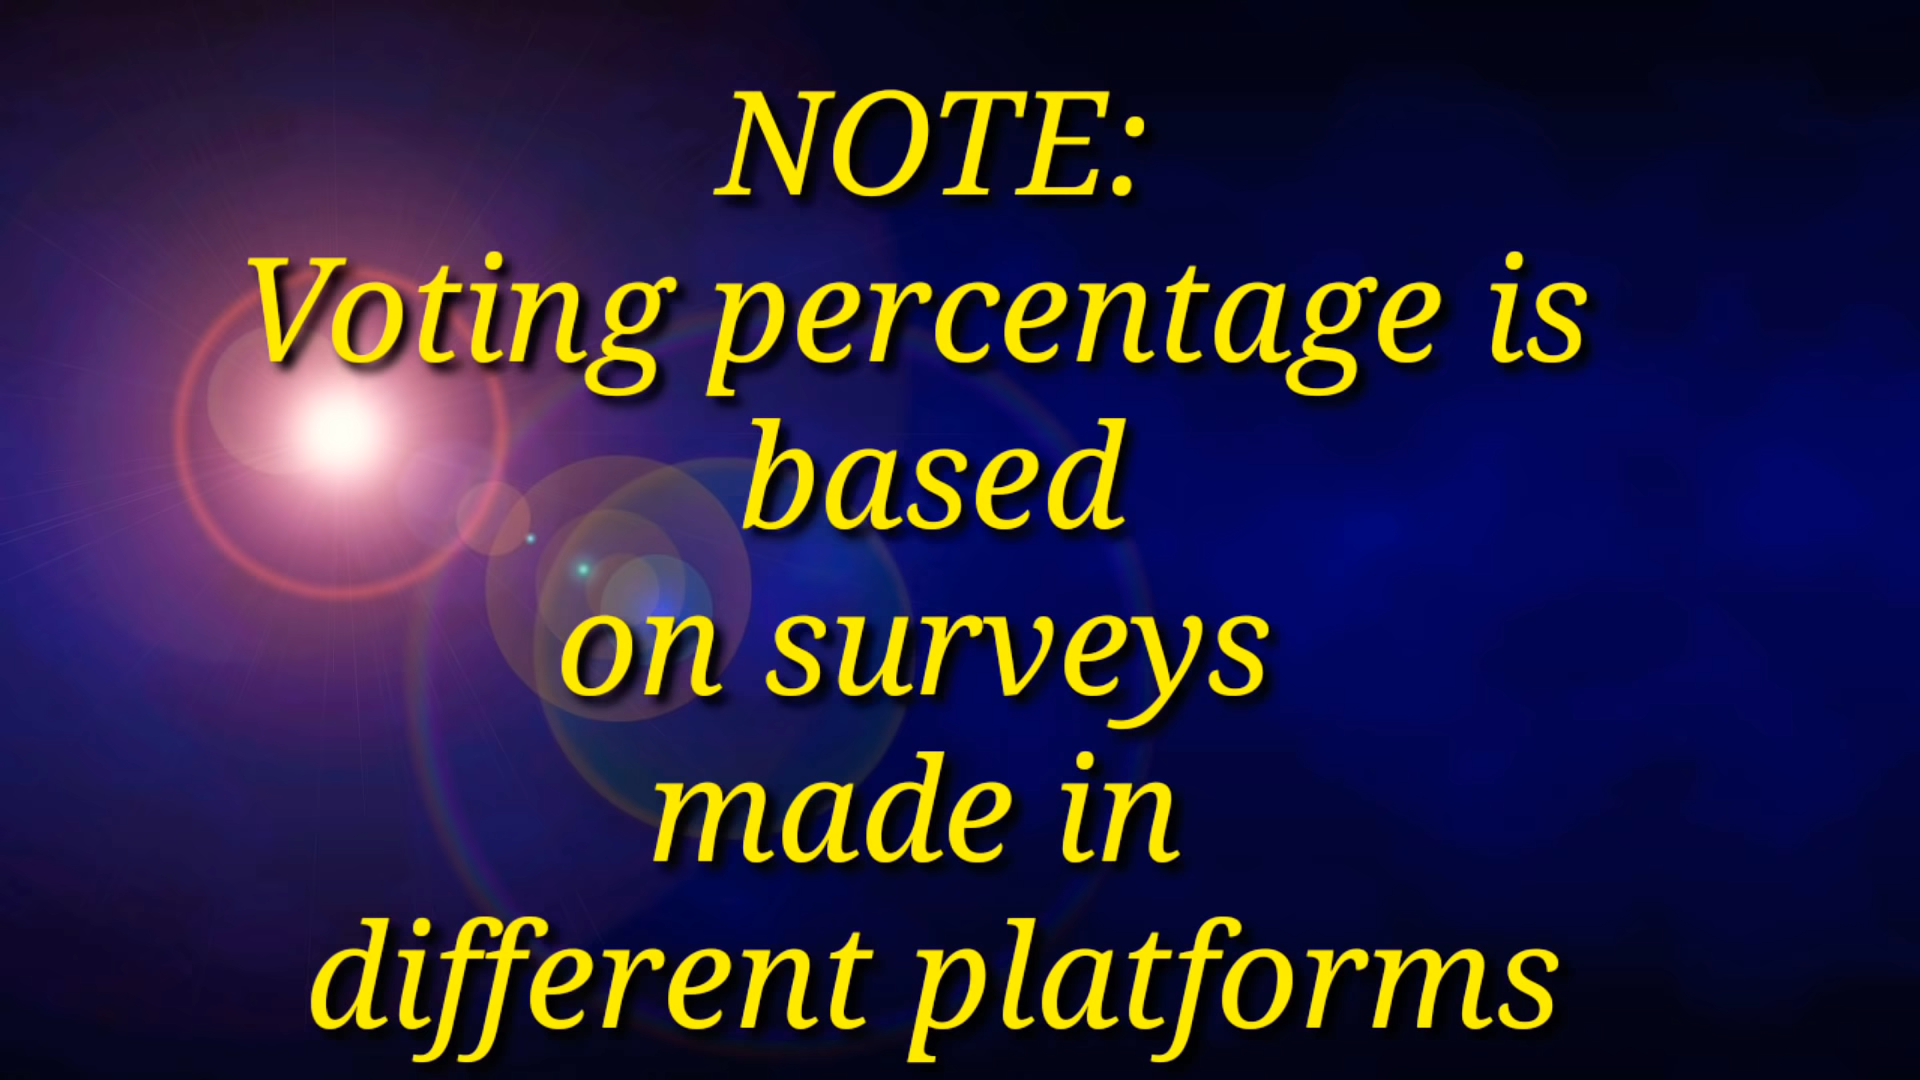 NOTE:
Voting percentage is
based
on surveys
made in
different platforms